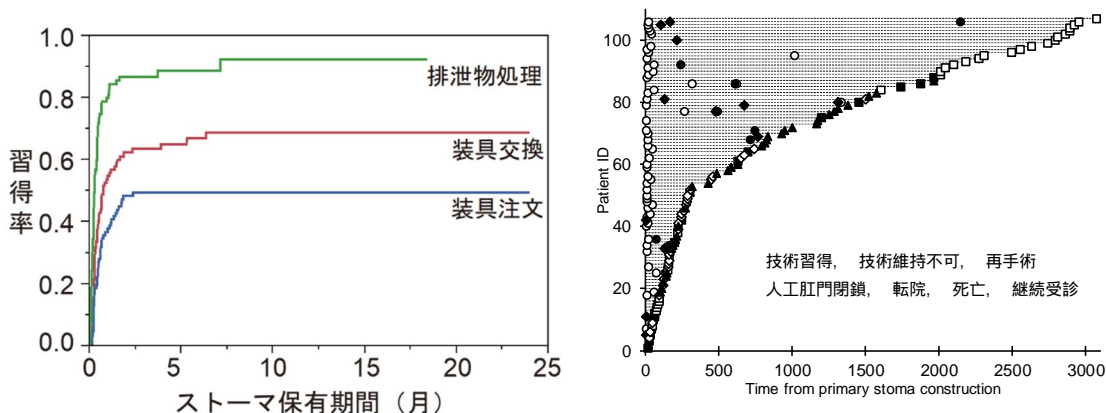 1.0
0.8
0.6
0.4
0.2
0.0
習得率
排泄物処理
装具交換
装具注文
0 5 10 15 20 25
ストーマ保有期間（月）
100
80
60
40
20
0
Patient ID
技術習得, 技術維持不可, 再手術
人工肛門閉鎖, 転院, 死亡, 継続受診
0 500 1000 1500 2000 2500 3000
Time from primary stoma construction